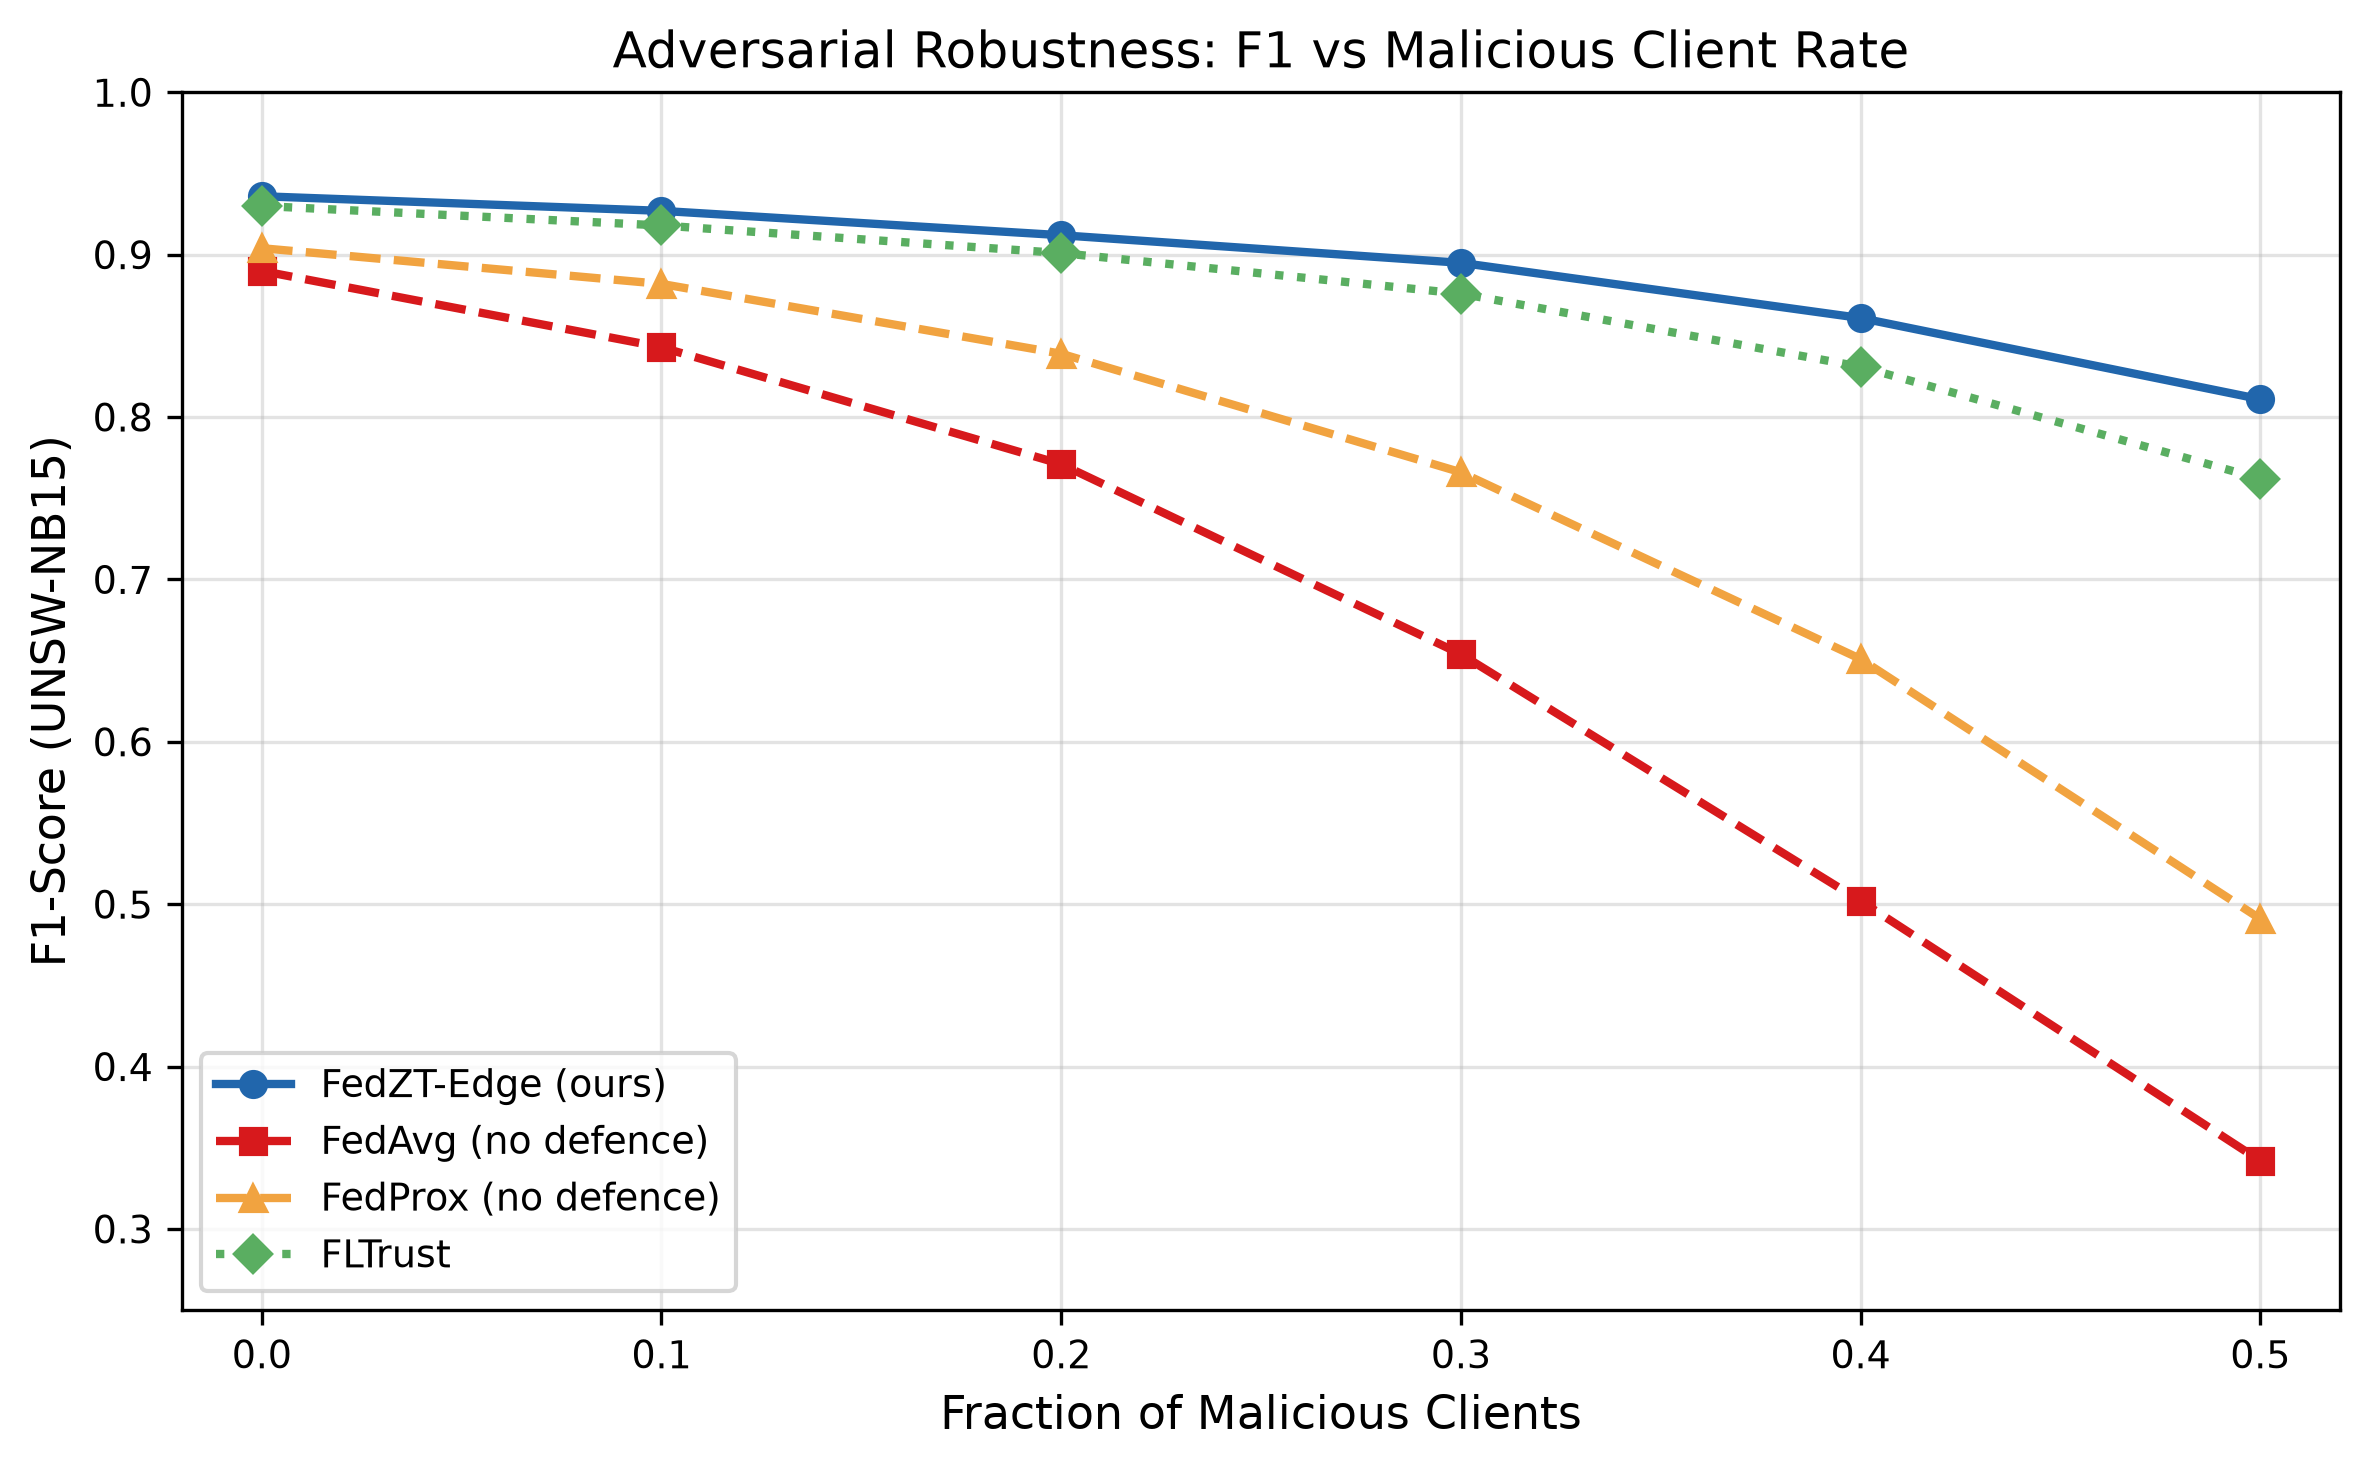 Adversarial Robustness: F1 vs Malicious Client Rate
1.0
0.9
0.8
0.7
0.6
0.5
0.4
0.3
F1-Score (UNSW-NB15)
FedZT-Edge (ours)
FedAvg (no defence)
FedProx (no defence)
FLTrust
0.0 0.1 0.2 0.3 0.4 0.5
Fraction of Malicious Clients